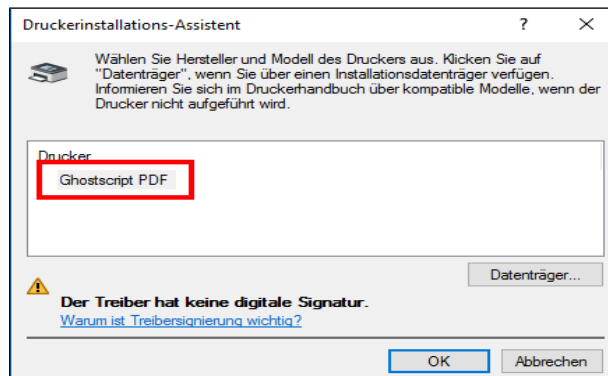 Druckerinstallations-Assistent
Wählen Sie Hersteller und Modell des Druckers aus. Klicken Sie auf
"Datenträger", wenn Sie über einen Installationsdatenträger verfügen.
Informieren Sie sich im Druckerhandbuch über kompatible Modelle, wenn der
Drucker nicht aufgeführt wird.
Drucker
Ghostscript PDF
Datenträger...
Der Treiber hat keine digitale Signatur.
Warum ist Treibersignierung wichtig?
OK
Abbrechen